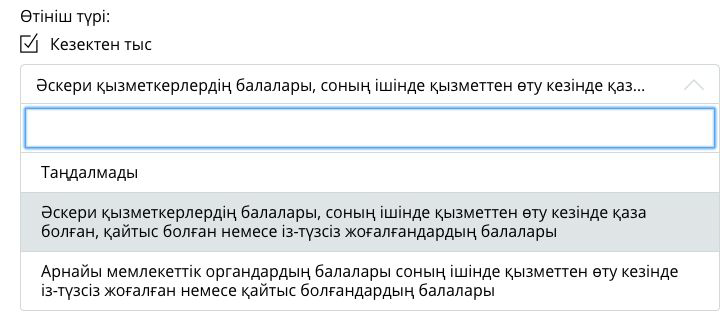 Өтініш түрі:
Кезектен тыс
Әскери қызметкерлердің балалары, соның ішінде қызметтен өту кезінде қаз...
Таңдалмады
Әскери қызметкерлердің балалары, соның ішінде қызметтен өту кезінде қаза
болған, қайтыс болған немесе із-түзсіз жоғалғандардың балалары
Арнайы мемлекеттік органдардың балалары соның ішінде қызметтен өту кезінде
із-түзсіз жоғалған немесе қайтыс болғандардың балалары